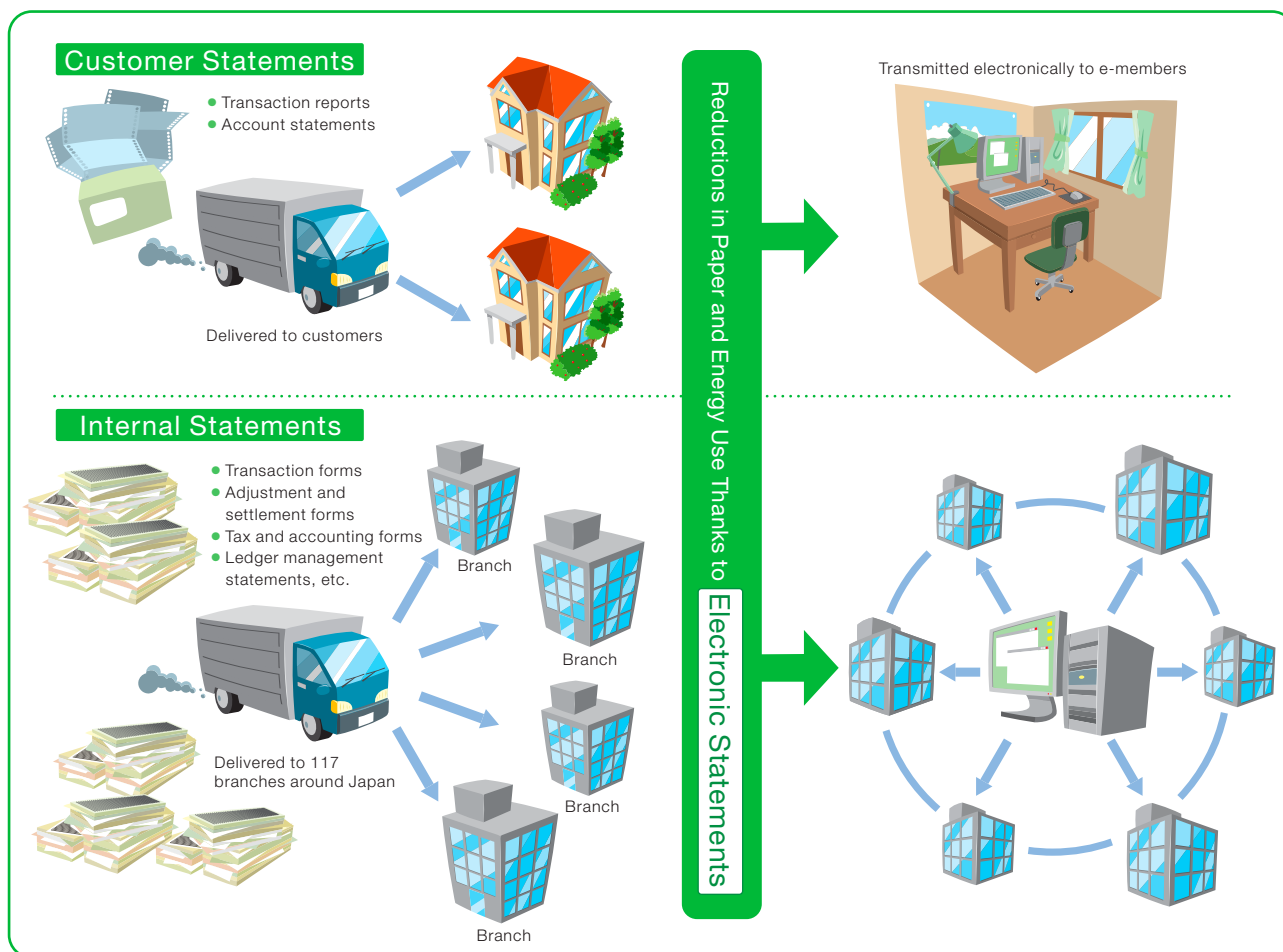 Customer Statements
• Transaction reports
• Account statements
Delivered to customers
Internal Statements
• Transaction forms
• Adjustment and
settlement forms
• Tax and accounting forms
• Ledger management
statements, etc.
Branch
Branch
Delivered to 117
branches around Japan
Branch
Branch
Reductions in Paper and Energy Use Thanks to Electronic Statements
Transmitted electronically to e-members